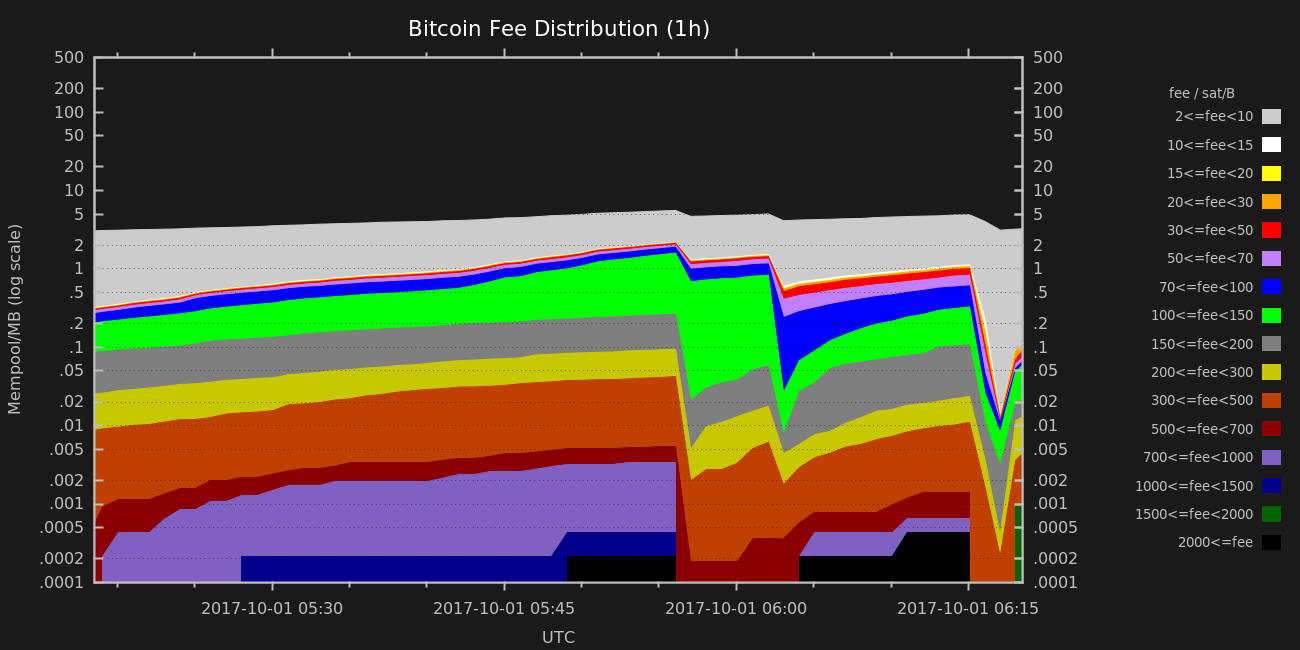 Bitcoin Fee Distribution (1h)
Mempool/MB (log scale)
500
200
100
50
20
10
5
2
1
.5
.2
.1
.05
.02
.01
.005
.002
.001
.0005
.0002
.0001
500
200
100
50
20
10
5
2
1
.5
.2
.1
.05
.02
.01
.005
.002
.001
.0005
.0002
.0001
2017-10-01 05:30
2017-10-01 05:45
2017-10-01 06:00
2017-10-01 06:15
UTC
fee / sat/B
2<=fee<10
10<=fee<15
15<=fee<20
20<=fee<30
30<=fee<50
50<=fee<70
70<=fee<100
100<=fee<150
150<=fee<200
200<=fee<300
300<=fee<500
500<=fee<700
700<=fee<1000
1000<=fee<1500
1500<=fee<2000
2000<=fee